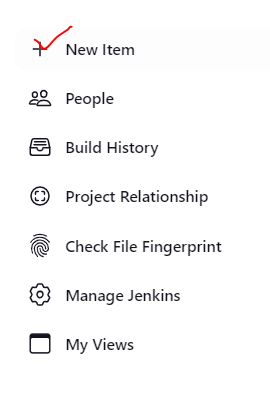 New Item
People
Build History
Project Relationship
Check File Fingerprint
Manage Jenkins
My Views